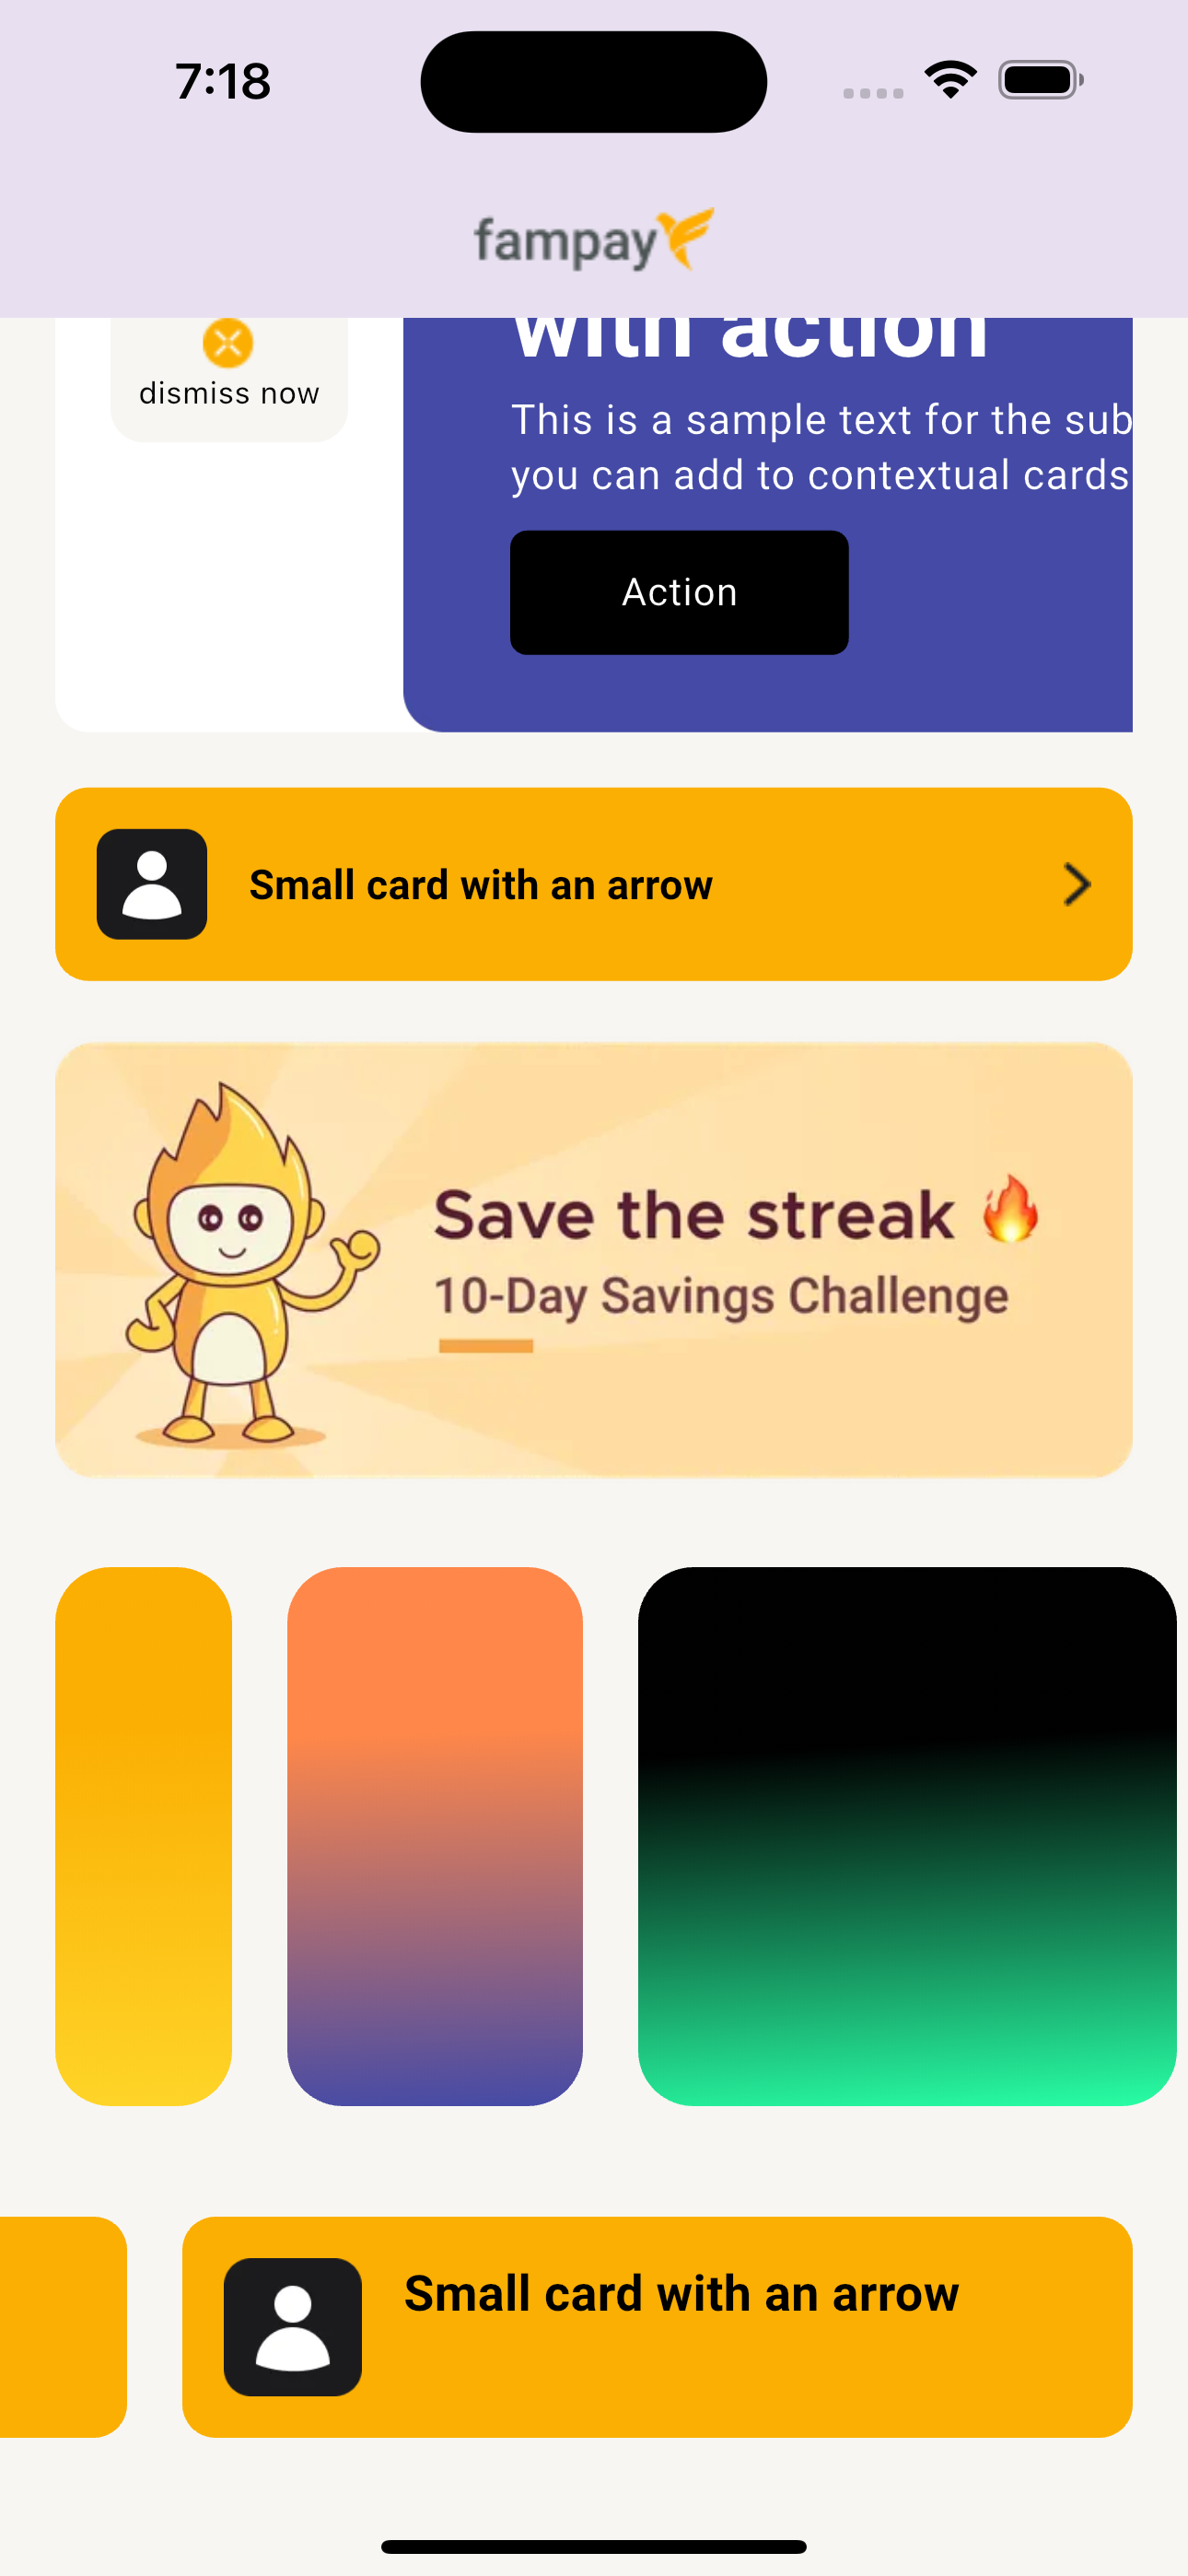 7:18
fampay
with action
dismiss now
This is a sample text for the sub
you can add to contextual cards
Action
Small card with an arrow
Save the streak 🔥
10-Day Savings Challenge
Small card with an arrow